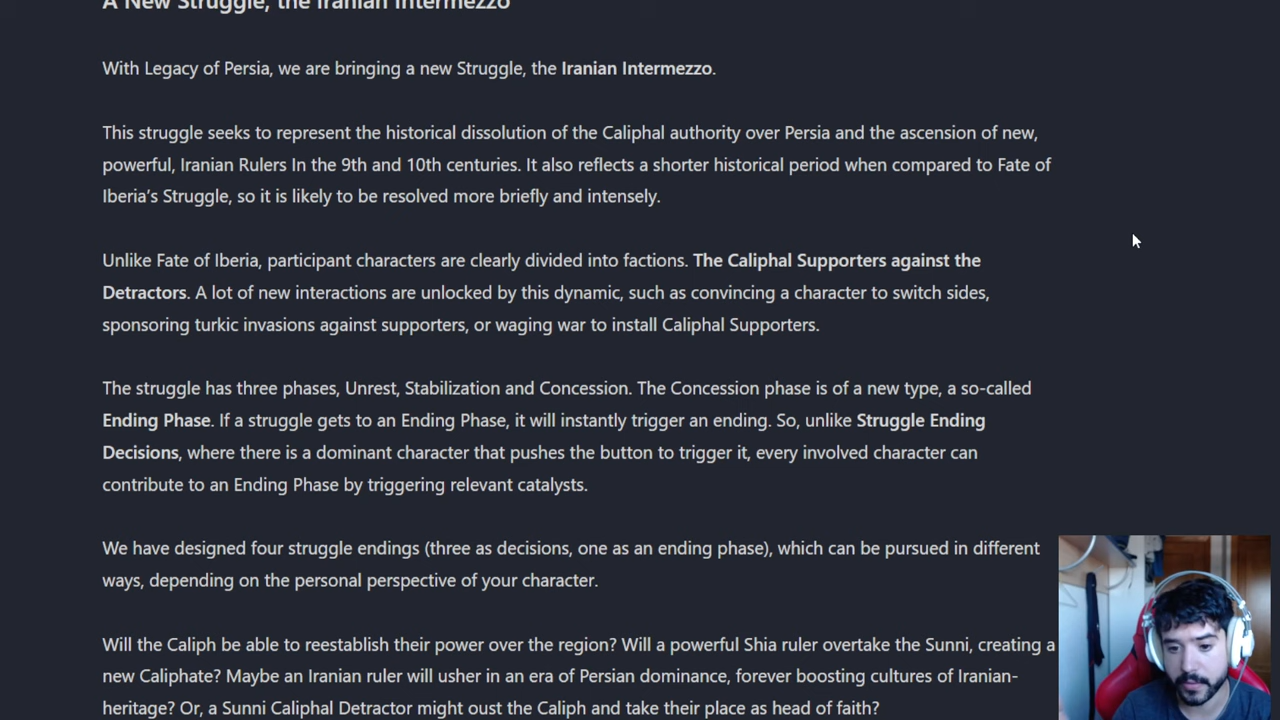 A New Struggle, the Iranian Intermezzo
With Legacy of Persia, we are bringing a new Struggle, the Iranian Intermezzo.
This struggle seeks to represent the historical dissolution of the Caliphal authority over Persia and the ascension of new,
powerful, Iranian Rulers In the 9th and 10th centuries. It also reflects a shorter historical period when compared to Fate of
Iberia’s Struggle, so it is likely to be resolved more briefly and intensely.
Unlike Fate of Iberia, participant characters are clearly divided into factions. The Caliphal Supporters against the
Detractors. A lot of new interactions are unlocked by this dynamic, such as convincing a character to switch sides,
sponsoring turkic invasions against supporters, or waging war to install Caliphal Supporters.
The struggle has three phases, Unrest, Stabilization and Concession. The Concession phase is of a new type, a so-called
Ending Phase. If a struggle gets to an Ending Phase, it will instantly trigger an ending. So, unlike Struggle Ending
Decisions, where there is a dominant character that pushes the button to trigger it, every involved character can
contribute to an Ending Phase by triggering relevant catalysts.
We have designed four struggle endings (three as decisions, one as an ending phase), which can be pursued in different
ways, depending on the personal perspective of your character.
Will the Caliph be able to reestablish their power over the region? Will a powerful Shia ruler overtake the Sunni, creating a
new Caliphate? Maybe an Iranian ruler will usher in an era of Persian dominance, forever boosting cultures of Iranian-
heritage? Or, a Sunni Caliphal Detractor might oust the Caliph and take their place as head of faith?